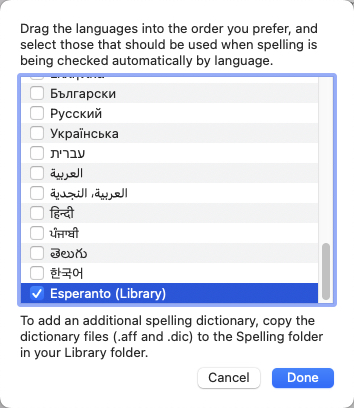 Drag the languages into the order you prefer, and
select those that should be used when spelling is
being checked automatically by language.
Български
Русский
Українська
עברית
العربية
العربية، النجدية
हिन्दी
ਪੰਜਾਬੀ
తెలుగు
한국어
Esperanto (Library)
To add an additional spelling dictionary, copy the
dictionary files (.aff and .dic) to the Spelling folder
in your Library folder.
Cancel
Done